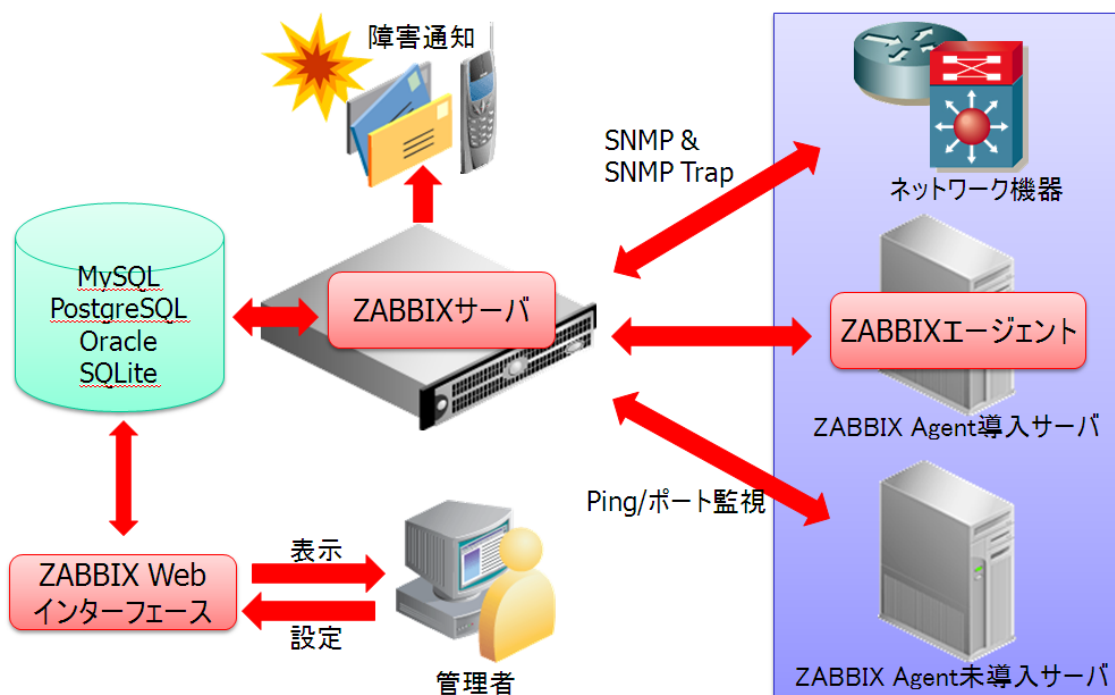 障害通知
SNMP &
SNMP Trap
ネットワーク機器
MySQL
PostgreSQL
Oracle
SQLite
ZABBIXサーバ
ZABBIXエージェント
ZABBIX Agent導入サーバ
Ping/ポート監視
ZABBIX Web
インターフェース
表示
設定
管理者
ZABBIX Agent未導入サーバ